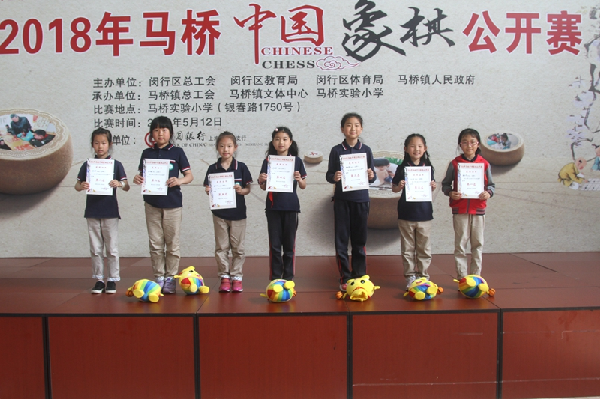 2018年马桥中国象棋公开赛
CHINESE
CHESS
主办单位：闵行区总工会 闵行区教育局 闵行区体育局 马桥镇人民政府
承办单位：马桥镇总工会 马桥镇文体中心 马桥实验小学
比赛地点：马桥实验小学（银春路1750号）
比赛时间：年5月12日
单位：国银行